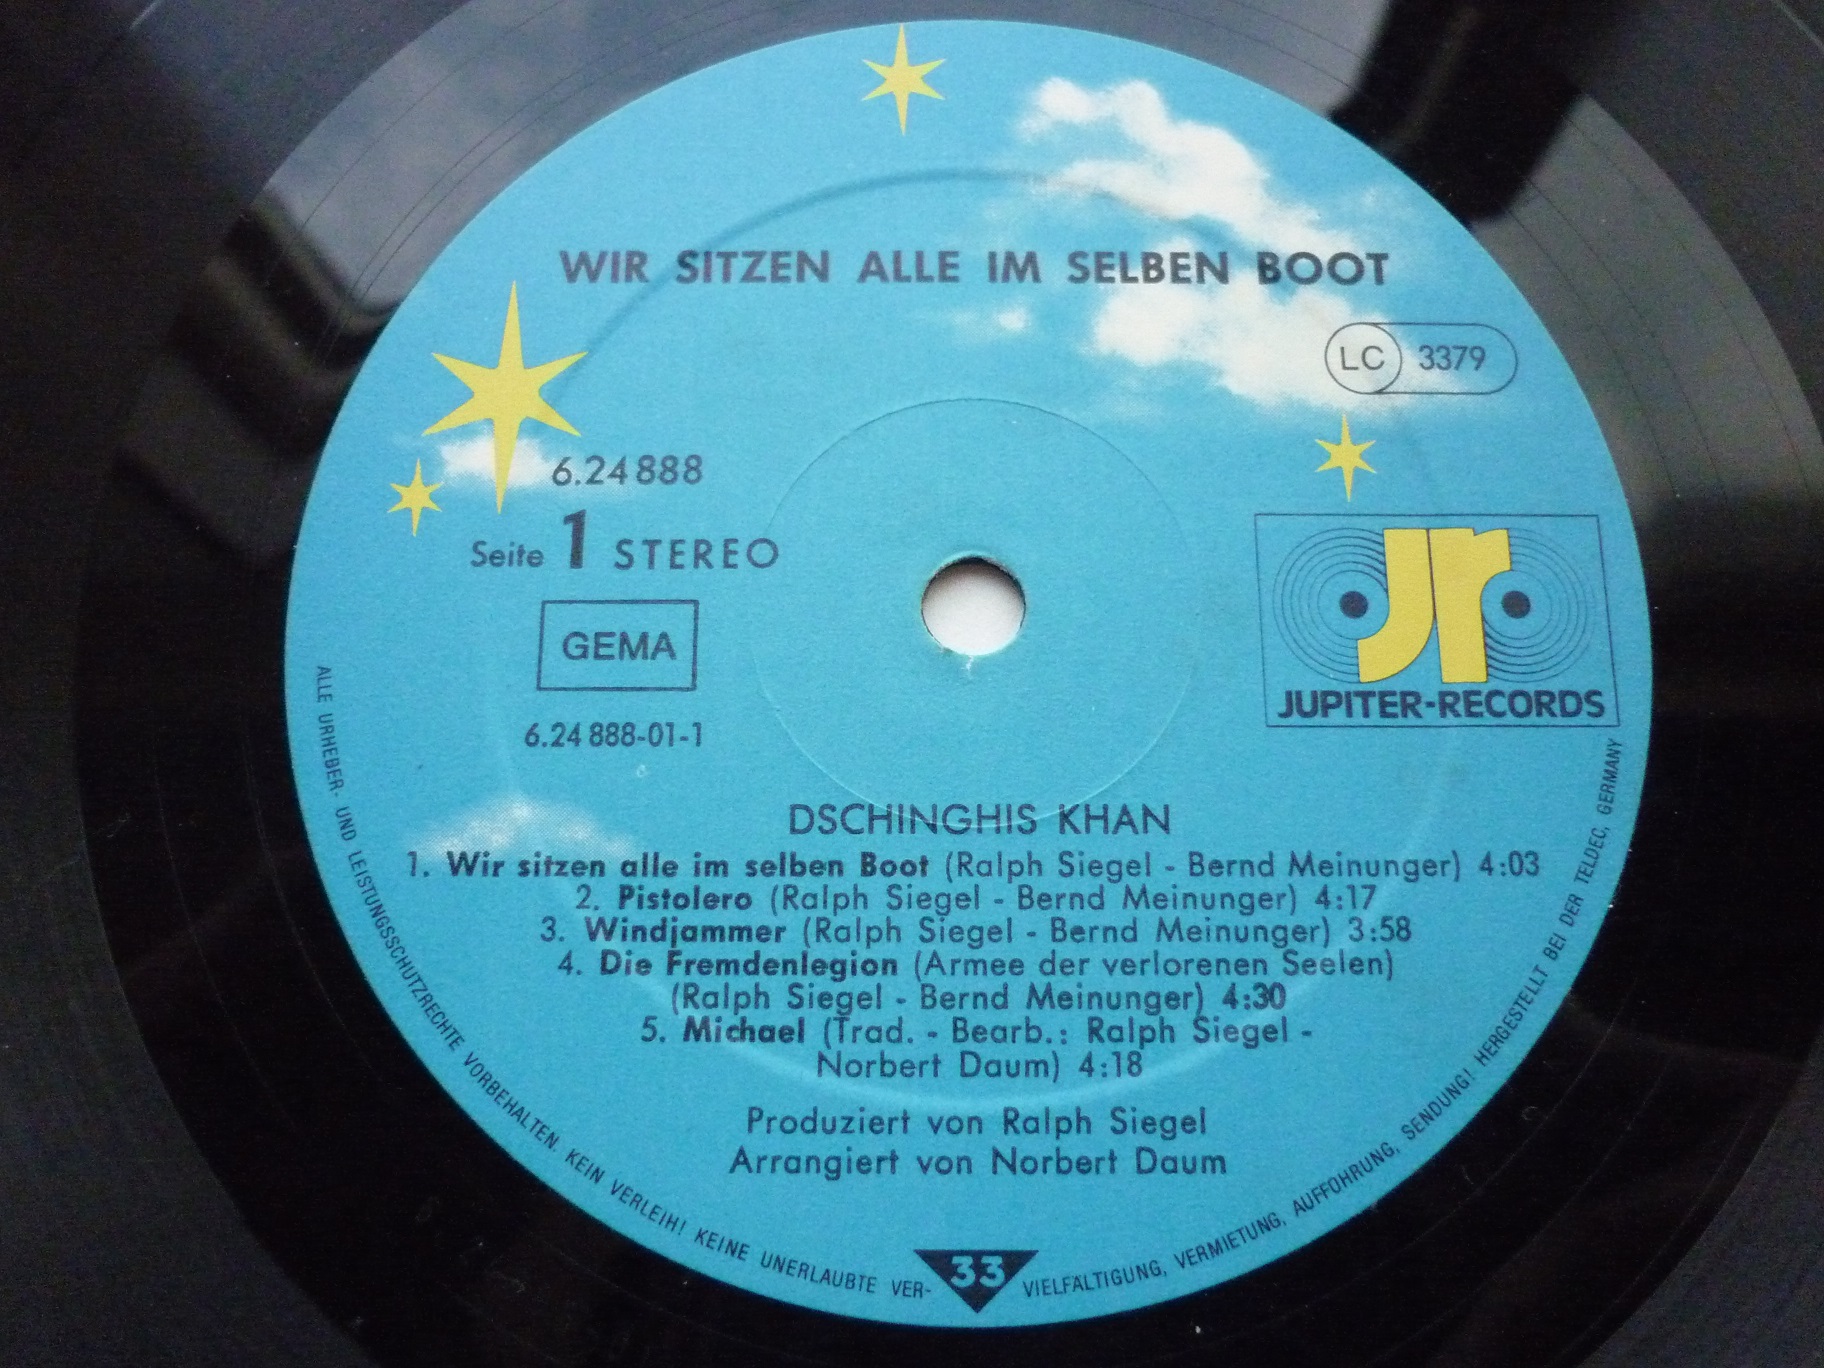 WIR SITZEN ALLE IM SELBEN BOOT
LC 3379
6.24888
Seite 1 STEREO
GEMA
6.24 888-01-1
jr
JUPITER-RECORDS
DSCHINGHIS KHAN
1. Wir sitzen alle im selben Boot (Ralph Siegel - Bernd Meinunger) 4:03
2. Pistolero (Ralph Siegel - Bernd Meinunger) 4:17
3. Windjammer (Ralph Siegel - Bernd Meinunger) 3:58
4. Die Fremdenlegion (Armee der verlorenen Seelen)
(Ralph Siegel - Bernd Meinunger) 4:30
5. Michael (Trad. - Bearb.: Ralph Siegel -
Norbert Daum) 4:18
Produziert von Ralph Siegel
Arrangiert von Norbert Daum
33
ALLE URHEBER- UND LEISTUNGSSCHUTZRECHTE VORBEHALTEN. KEIN VERLEIH! KEINE UNERLAUBTE VER-VIELFÄLTIGUNG, VERMIETUNG, AUFFÜHRUNG, SENDUNG! HERGESTELLT BEI DER TELDEC, GERMANY